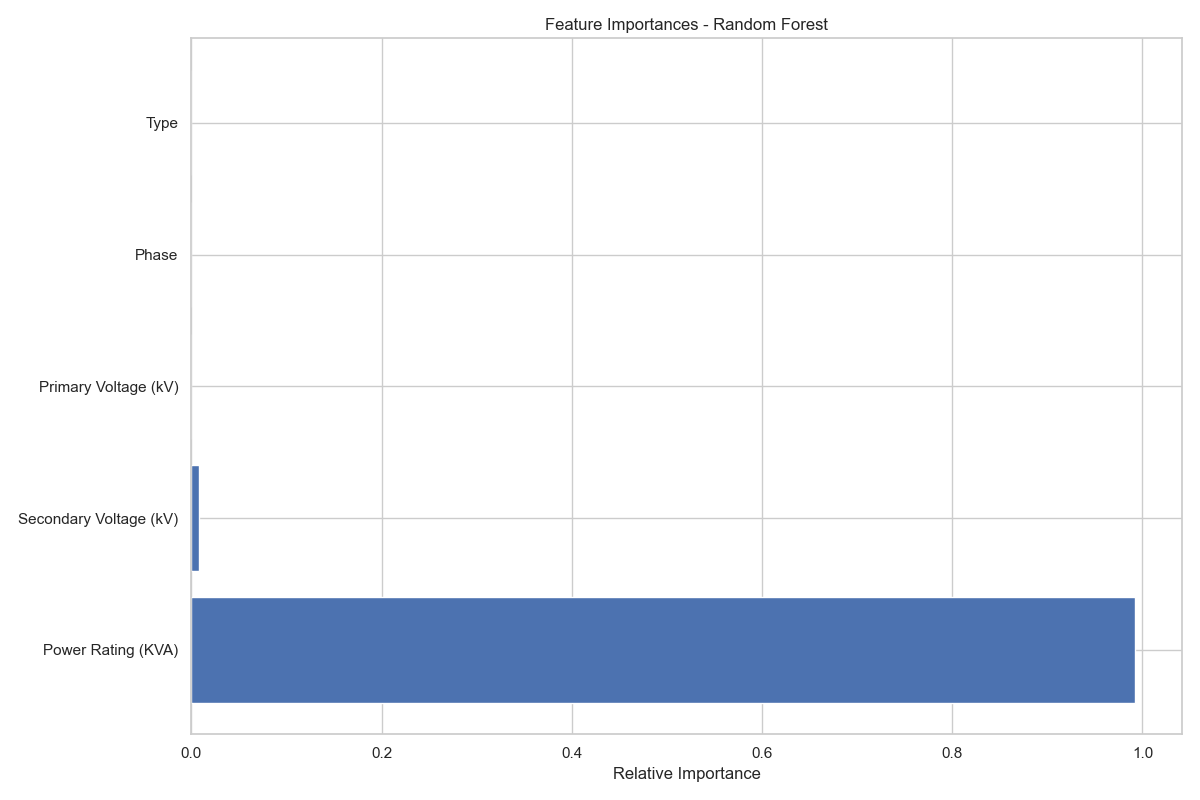 Feature Importances - Random Forest
Type
Phase
Primary Voltage (kV)
Secondary Voltage (kV)
Power Rating (KVA)
0.0 0.2 0.4 0.6 0.8 1.0
Relative Importance